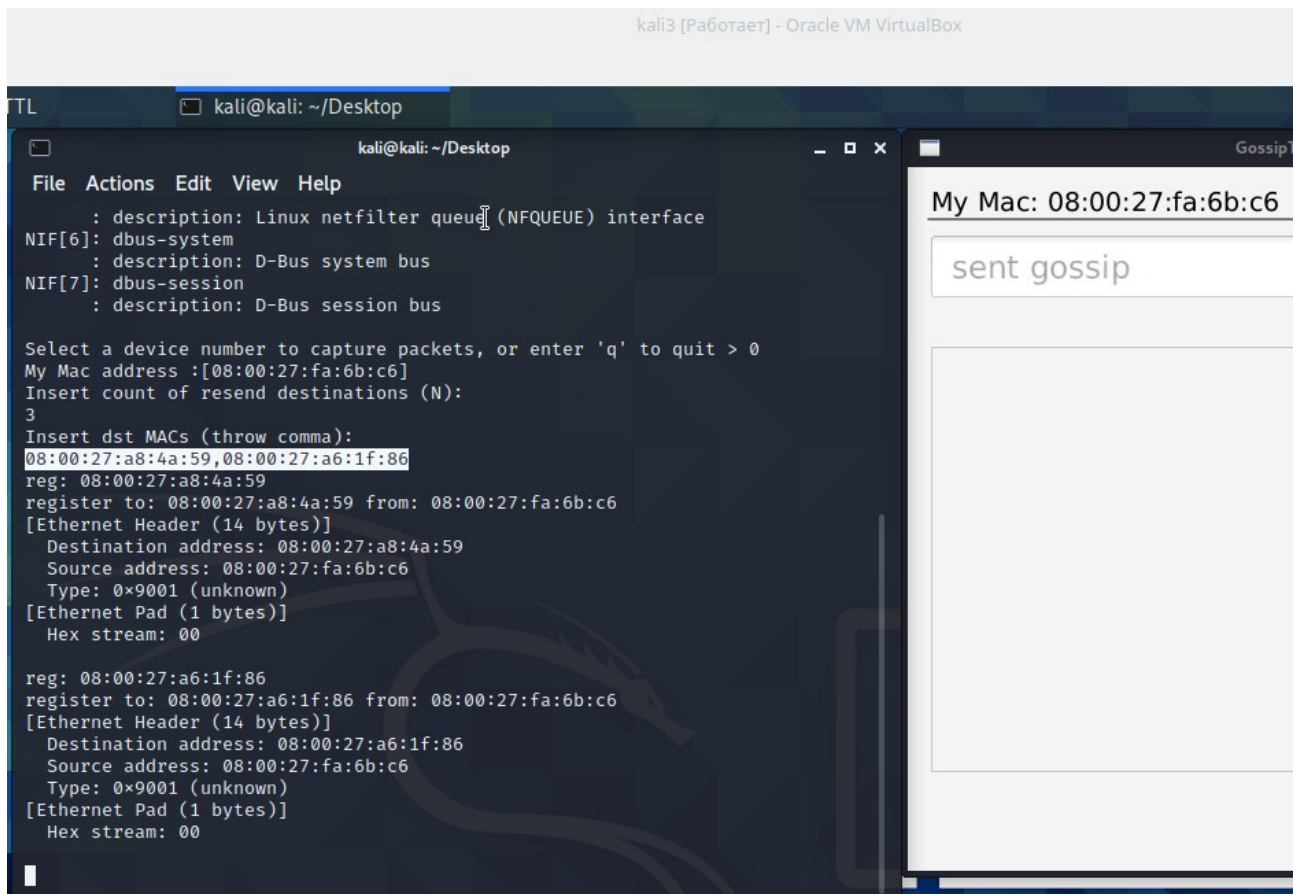 kali3 [Работает] - Oracle VM VirtualBox
TTL
kali@kali: ~/Desktop
kali@kali: ~/Desktop
File Actions Edit View Help
: description: Linux netfilter queue (NFQUEUE) interface
NIF[6]: dbus-system
: description: D-Bus system bus
NIF[7]: dbus-session
: description: D-Bus session bus
Select a device number to capture packets, or enter 'q' to quit > 0
My Mac address :[08:00:27:fa:6b:c6]
Insert count of resend destinations (N):
3
Insert dst MACs (throw comma):
08:00:27:a8:4a:59,08:00:27:a6:1f:86
reg: 08:00:27:a8:4a:59
register to: 08:00:27:a8:4a:59 from: 08:00:27:fa:6b:c6
[Ethernet Header (14 bytes)]
Destination address: 08:00:27:a8:4a:59
Source address: 08:00:27:fa:6b:c6
Type: 0×9001 (unknown)
[Ethernet Pad (1 bytes)]
Hex stream: 00
reg: 08:00:27:a6:1f:86
register to: 08:00:27:a6:1f:86 from: 08:00:27:fa:6b:c6
[Ethernet Header (14 bytes)]
Destination address: 08:00:27:a6:1f:86
Source address: 08:00:27:fa:6b:c6
Type: 0×9001 (unknown)
[Ethernet Pad (1 bytes)]
Hex stream: 00
Gossip
My Mac: 08:00:27:fa:6b:c6
sent gossip